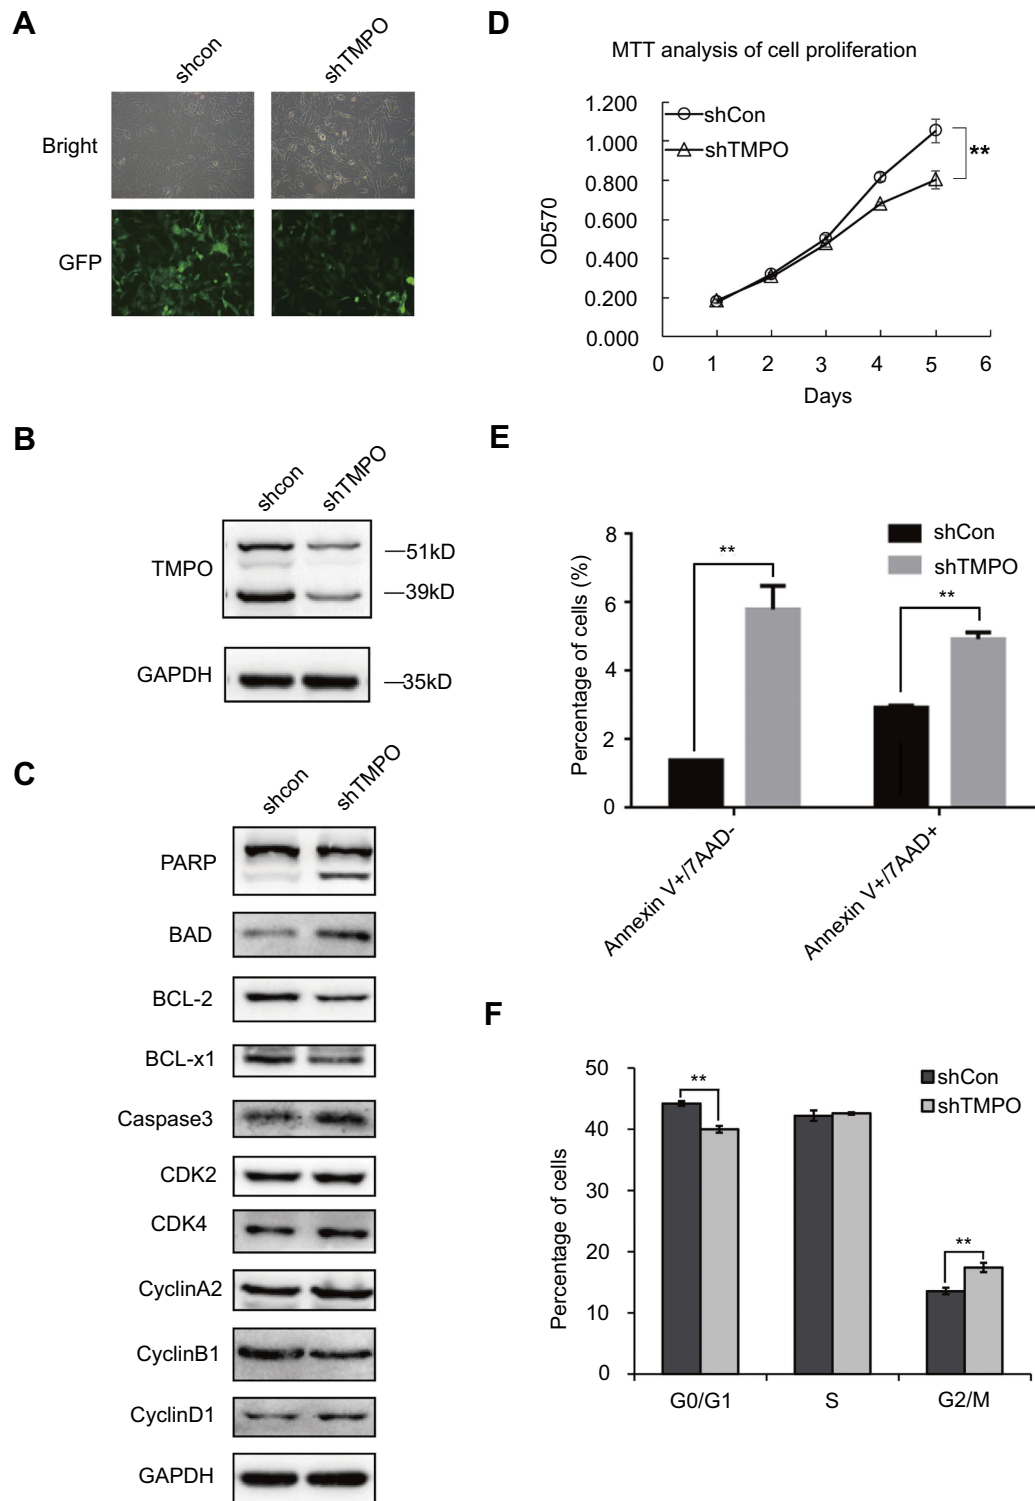 A
shcon
shTMPO
Bright
GFP
B
shcon
shTMPO
TMPO
51kD
39kD
GAPDH
35kD
C
shcon
shTMPO
PARP
BAD
BCL-2
BCL-x1
Caspase3
CDK2
CDK4
CyclinA2
CyclinB1
CyclinD1
GAPDH
D
MTT analysis of cell proliferation
OD570
1.200
1.000
0.800
0.600
0.400
0.200
0.000
shCon
shTMPO
**
0 1 2 3 4 5 6
Days
E
Percentage of cells (%)
8
6
4
2
0
shCon
shTMPO
**
**
Annexin V+/7AAD-
Annexin V+/7AAD+
F
Percentage of cells
50
40
30
20
10
0
shCon
shTMPO
**
**
G0/G1 S G2/M